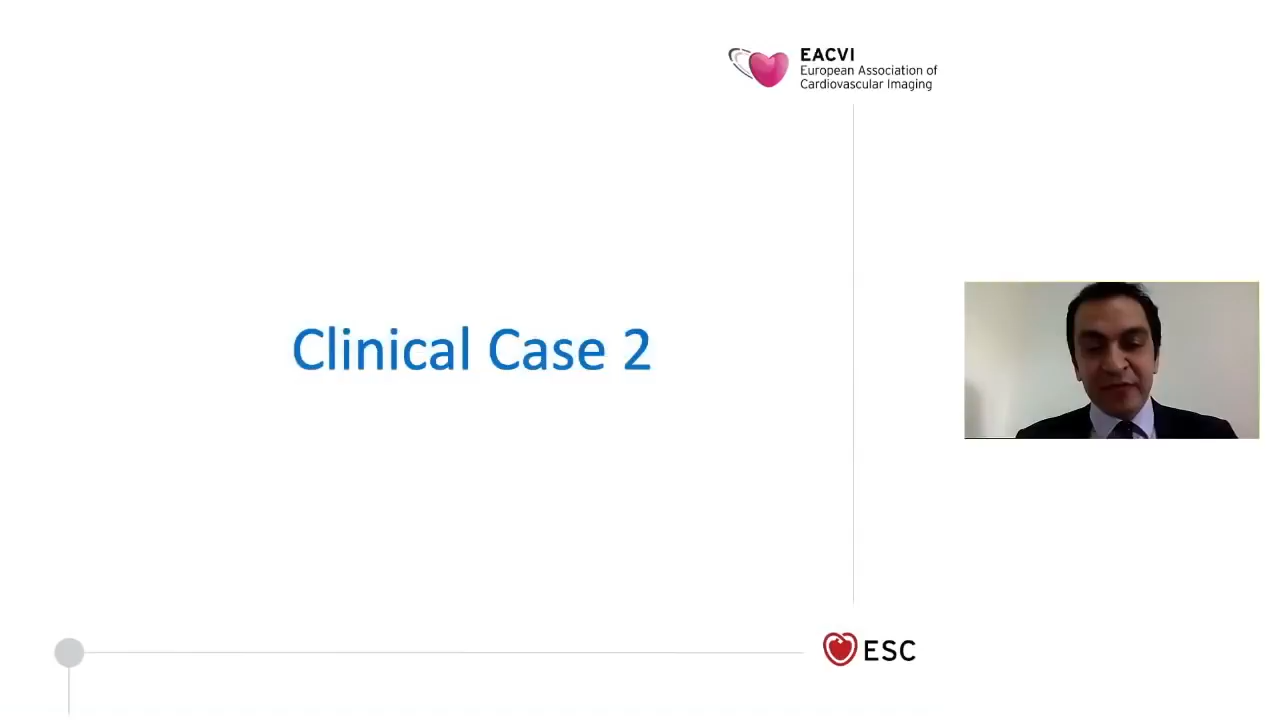 EACVI
European Association of
Cardiovascular Imaging
Clinical Case 2
ESC